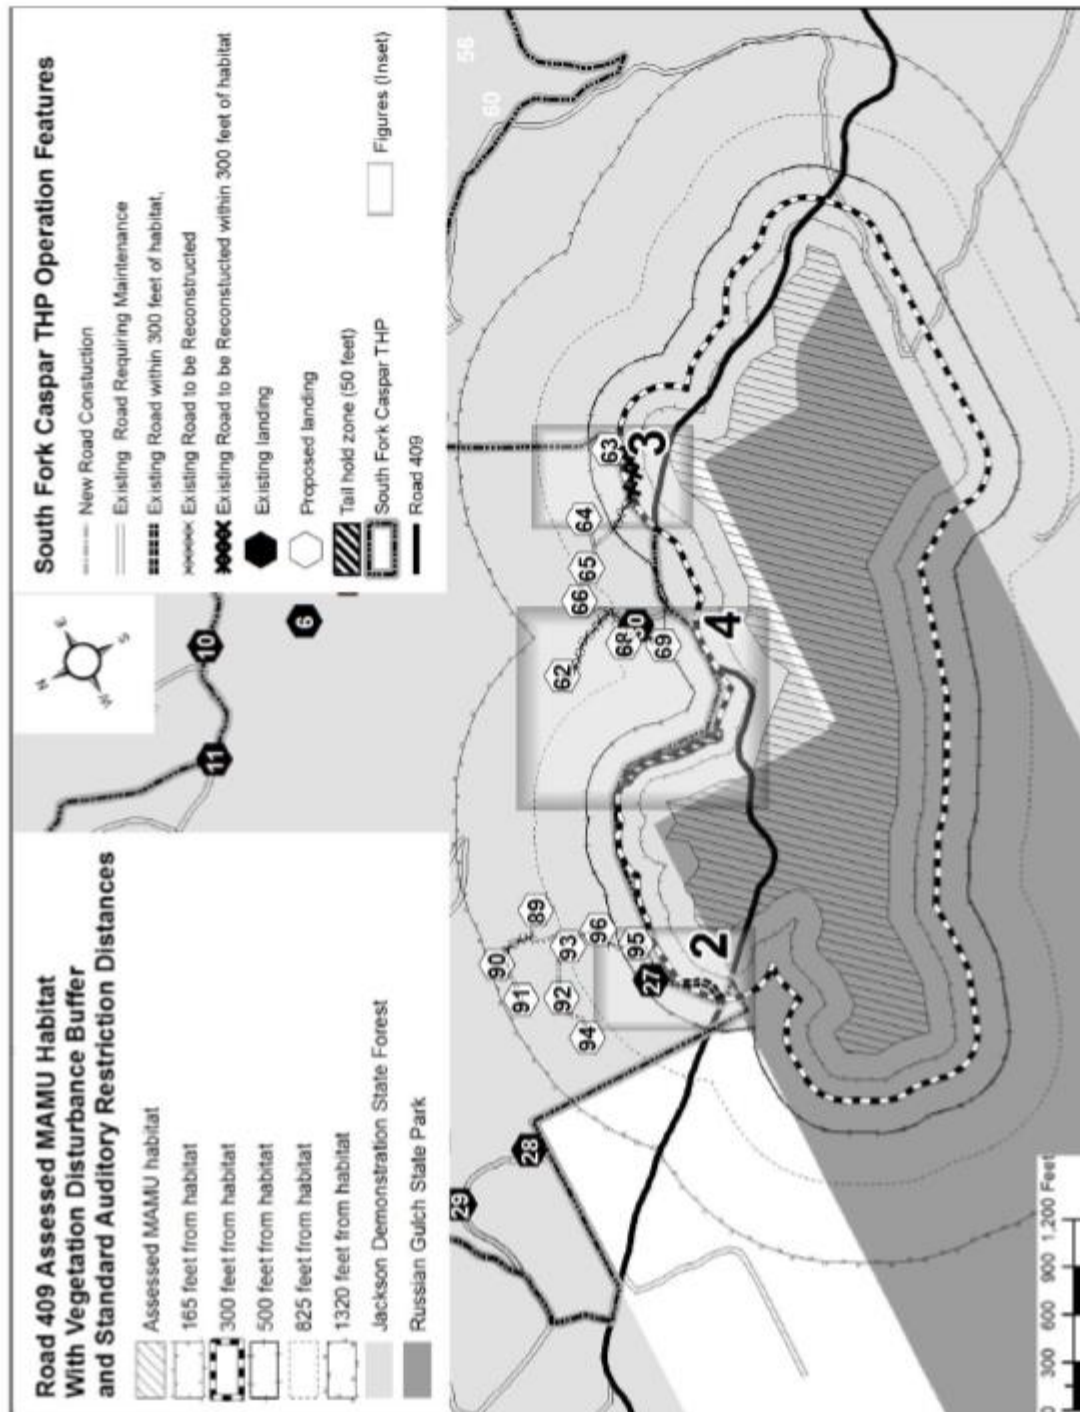 Road 409 Assessed MAMU Habitat
With Vegetation Disturbance Buffer
and Standard Auditory Restriction Distances
Assessed MAMU habitat
165 feet from habitat
300 feet from habitat
500 feet from habitat
825 feet from habitat
1320 feet from habitat
Jackson Demonstration State Forest
Russian Gulch State Park
N
E
S
W
South Fork Caspar THP Operation Features
New Road Constuction
Existing Road Requiring Maintenance
Existing Road within 300 feet of habitat,
Existing Road to be Reconstructed
Existing Road to be Reconstucted within 300 feet of habitat
Existing landing
Proposed landing
Tail hold zone (50 feet)
South Fork Caspar THP
Road 409
Figures (Inset)
11
10
6
60
56
29
28
90
91
89
92
93
94
96
95
27
2
62
66
65
64
63
3
68
30
69
4
0 300 600 900 1,200 Feet